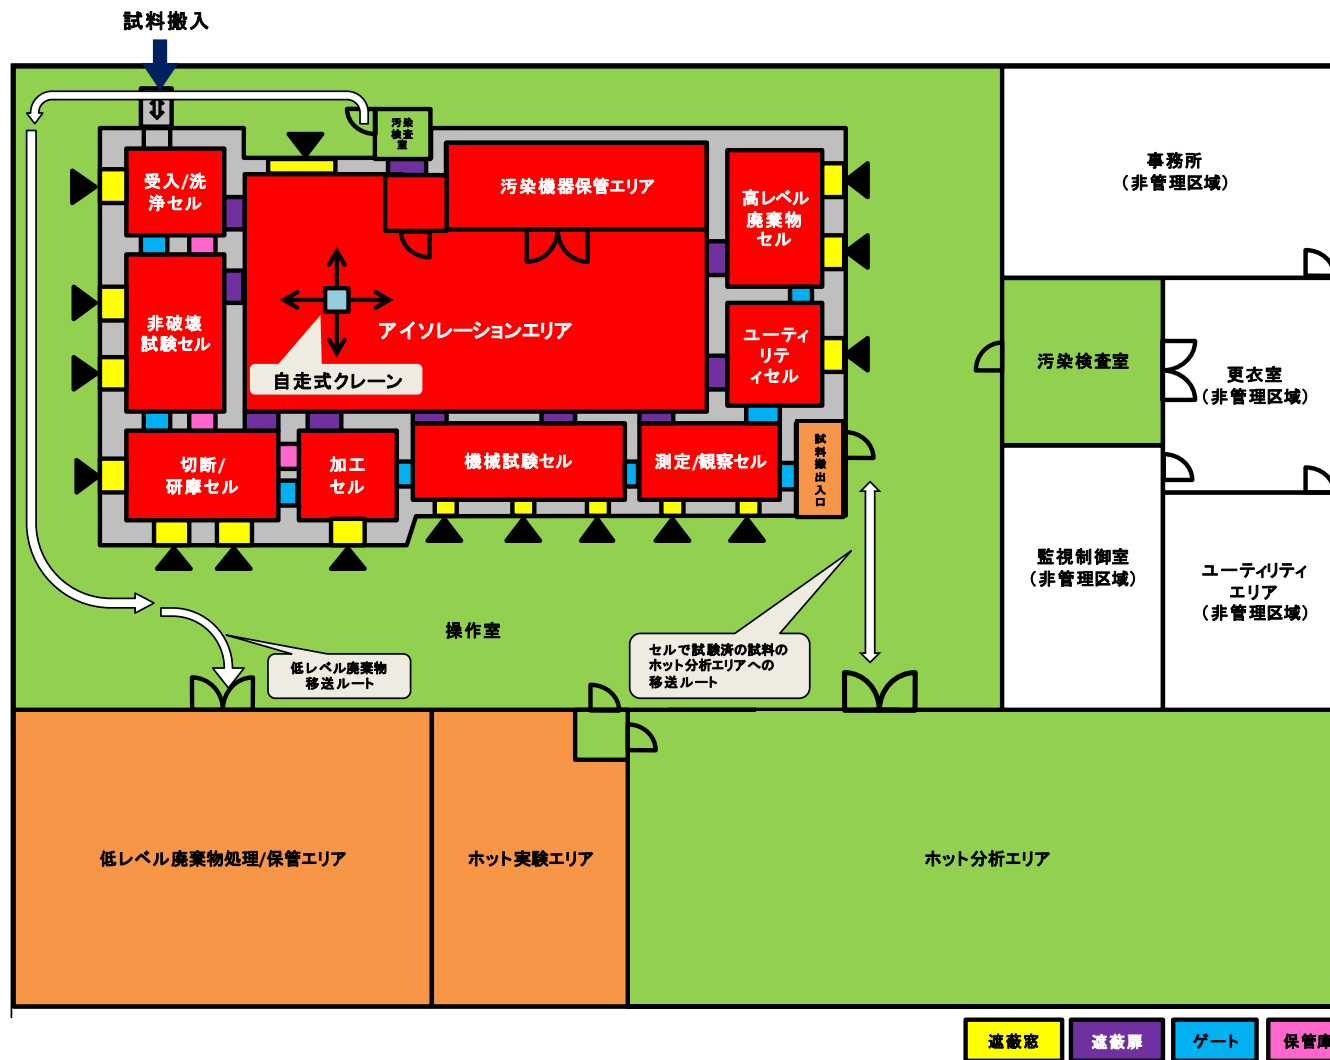 試料搬入
汚染
検査
室
受入/洗
浄セル
汚染機器保管エリア
高レベル
廃棄物
セル
事務所
(非管理区域)
非破壊
試験セル
アイソレーションエリア
自走式クレーン
ユーティ
リテ
ィセル
汚染検査室
更衣室
(非管理区域)
切断/
研磨セル
加工
セル
機械試験セル
測定/観察セル
試
料
搬
出
入
口
監視制御室
(非管理区域)
ユーティリティ
エリア
(非管理区域)
操作室
低レベル廃棄物
移送ルート
セルで試験済の試料の
ホット分析エリアへの
移送ルート
低レベル廃棄物処理/保管エリア
ホット実験エリア
ホット分析エリア
遮蔽窓
遮蔽扉
ゲート
保管庫